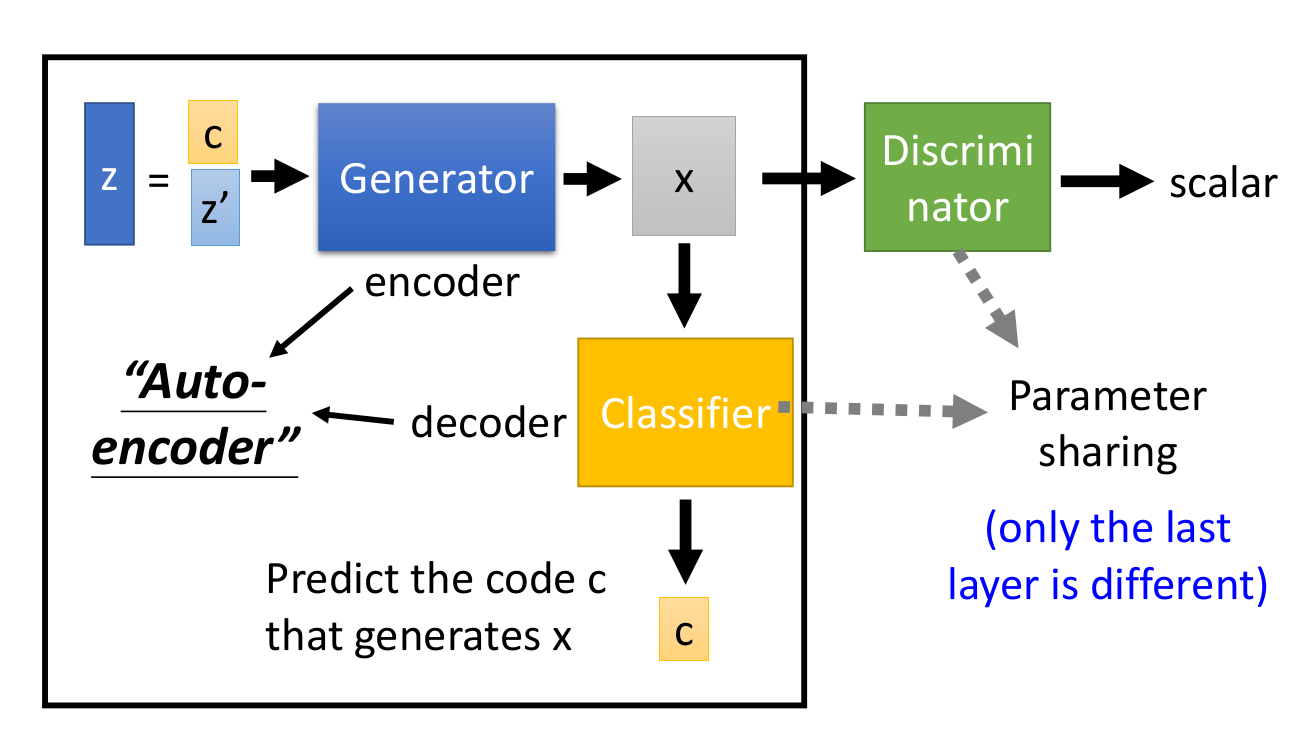 z
=
c
z’
Generator
x
Discrimi
nator
scalar
encoder
“Auto-
encoder”
decoder
Classifier
Parameter
sharing
(only the last
layer is different)
Predict the code c
that generates x
c